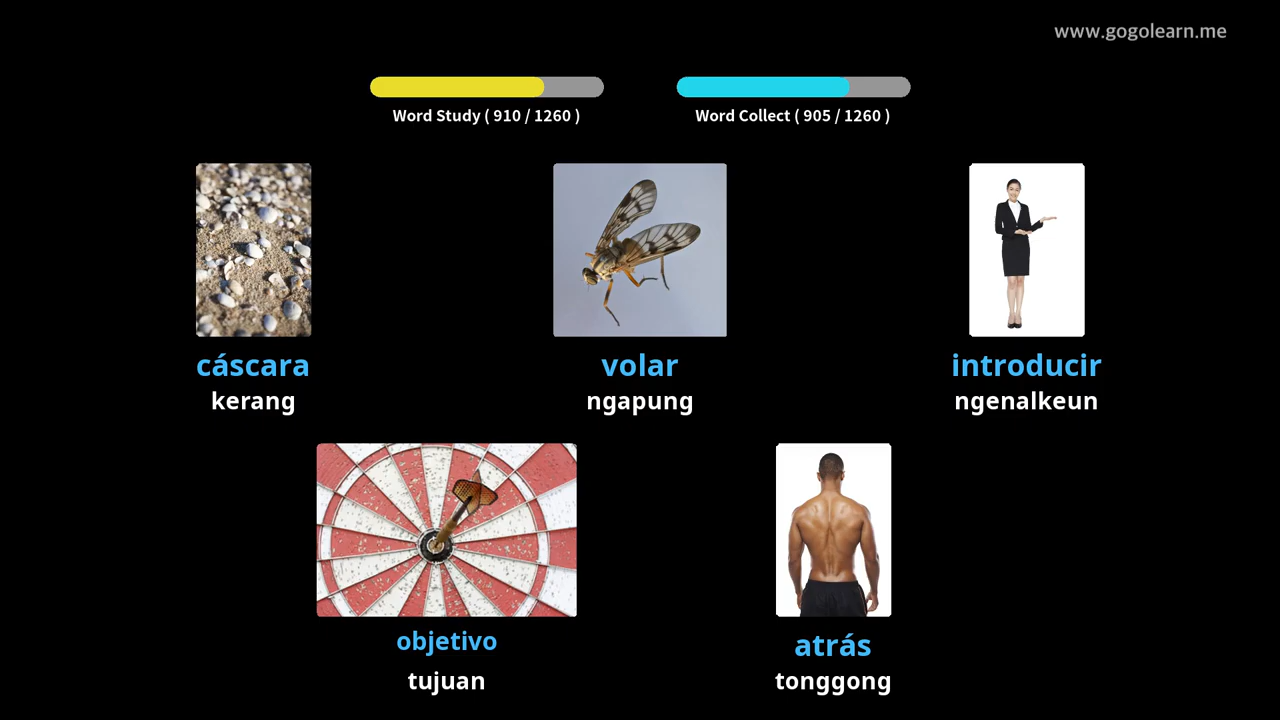 www.gogolearn.me
Word Study ( 910 / 1260 )
Word Collect ( 905 / 1260 )
cáscara
kerang
volar
ngapung
introducir
ngenalkeun
objetivo
tujuan
atrás
tonggong